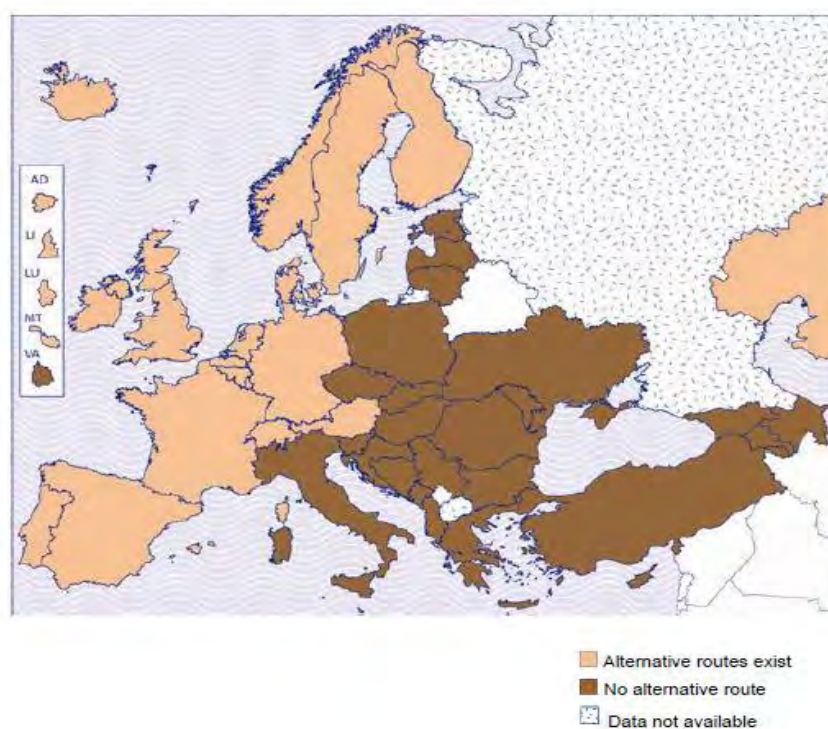 AD
LI
LU
MT
VA
Alternative routes exist
No alternative route
Data not available